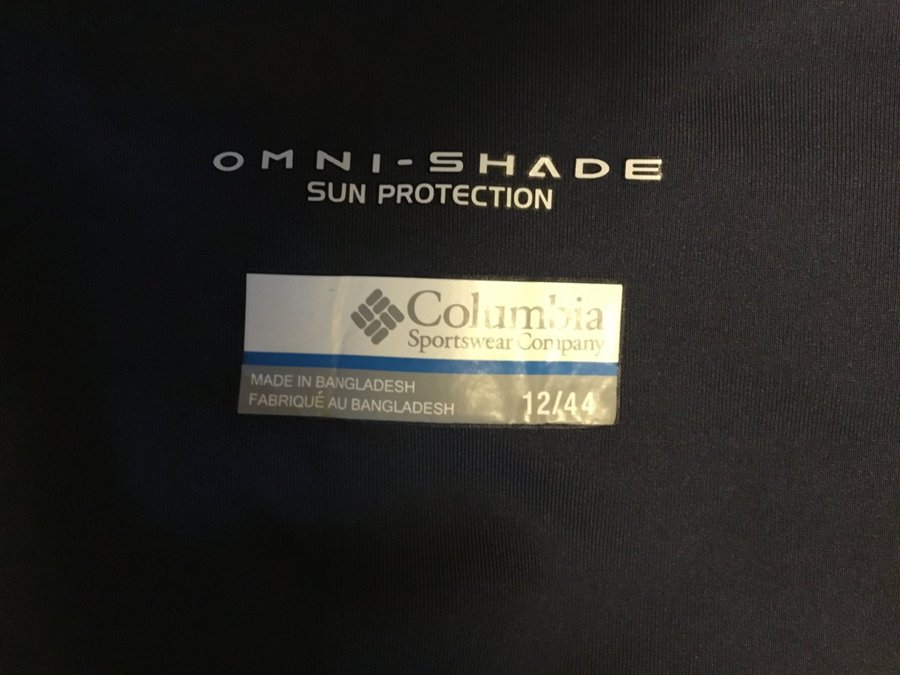 OMNI-SHADE
SUN PROTECTION
Columbia
Sportswear Company
MADE IN BANGLADESH
FABRIQUÉ AU BANGLADESH
12/44